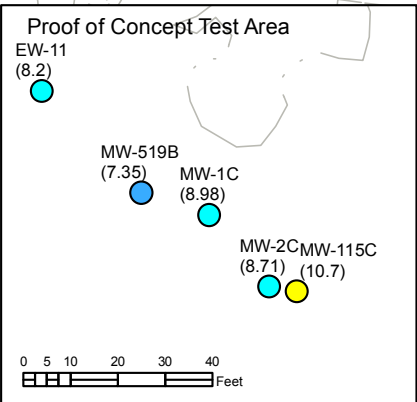 Proof of Concept Test Area
EW-11
(8.2)
MW-519B
(7.35)
MW-1C
(8.98)
MW-2C MW-115C
(8.71) (10.7)
0 5 10 20 30 40
Feet